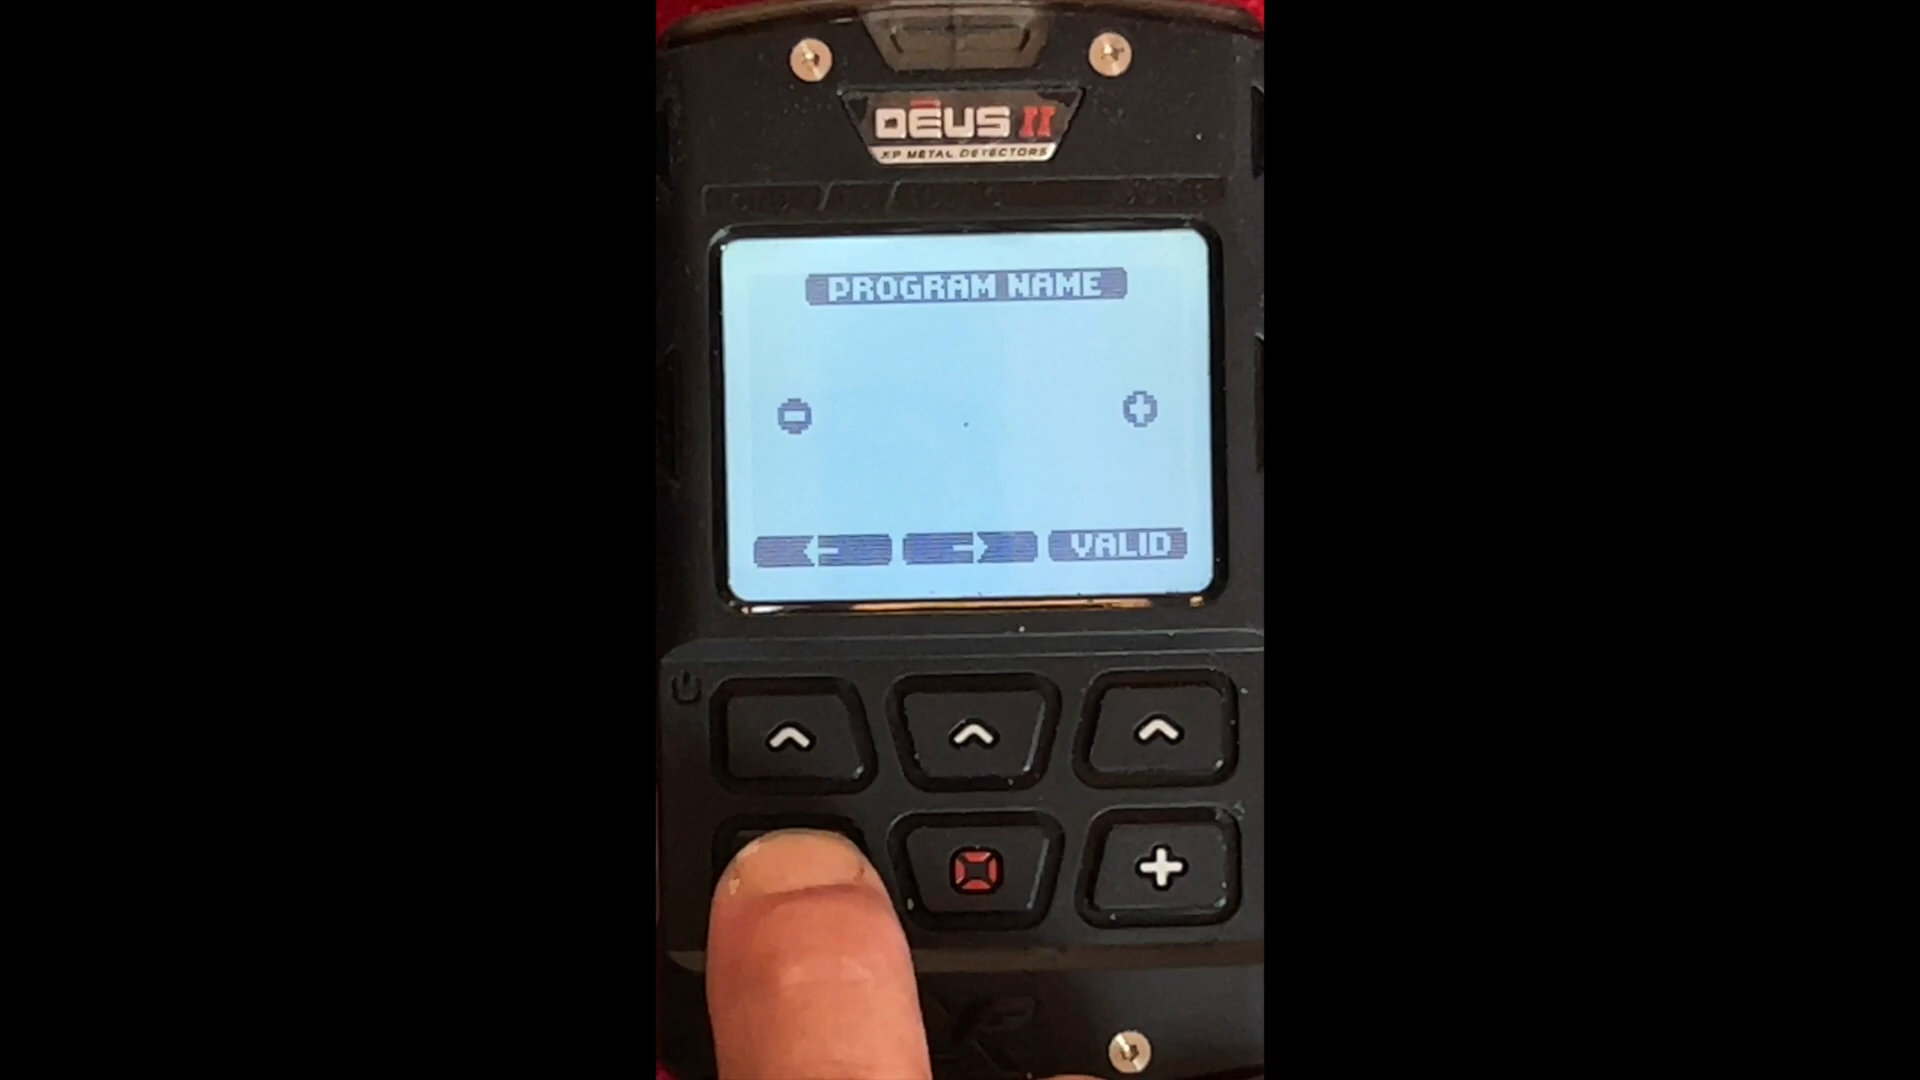 DĒUS II
XP METAL DETECTORS
PROGRAM NAME
VALID